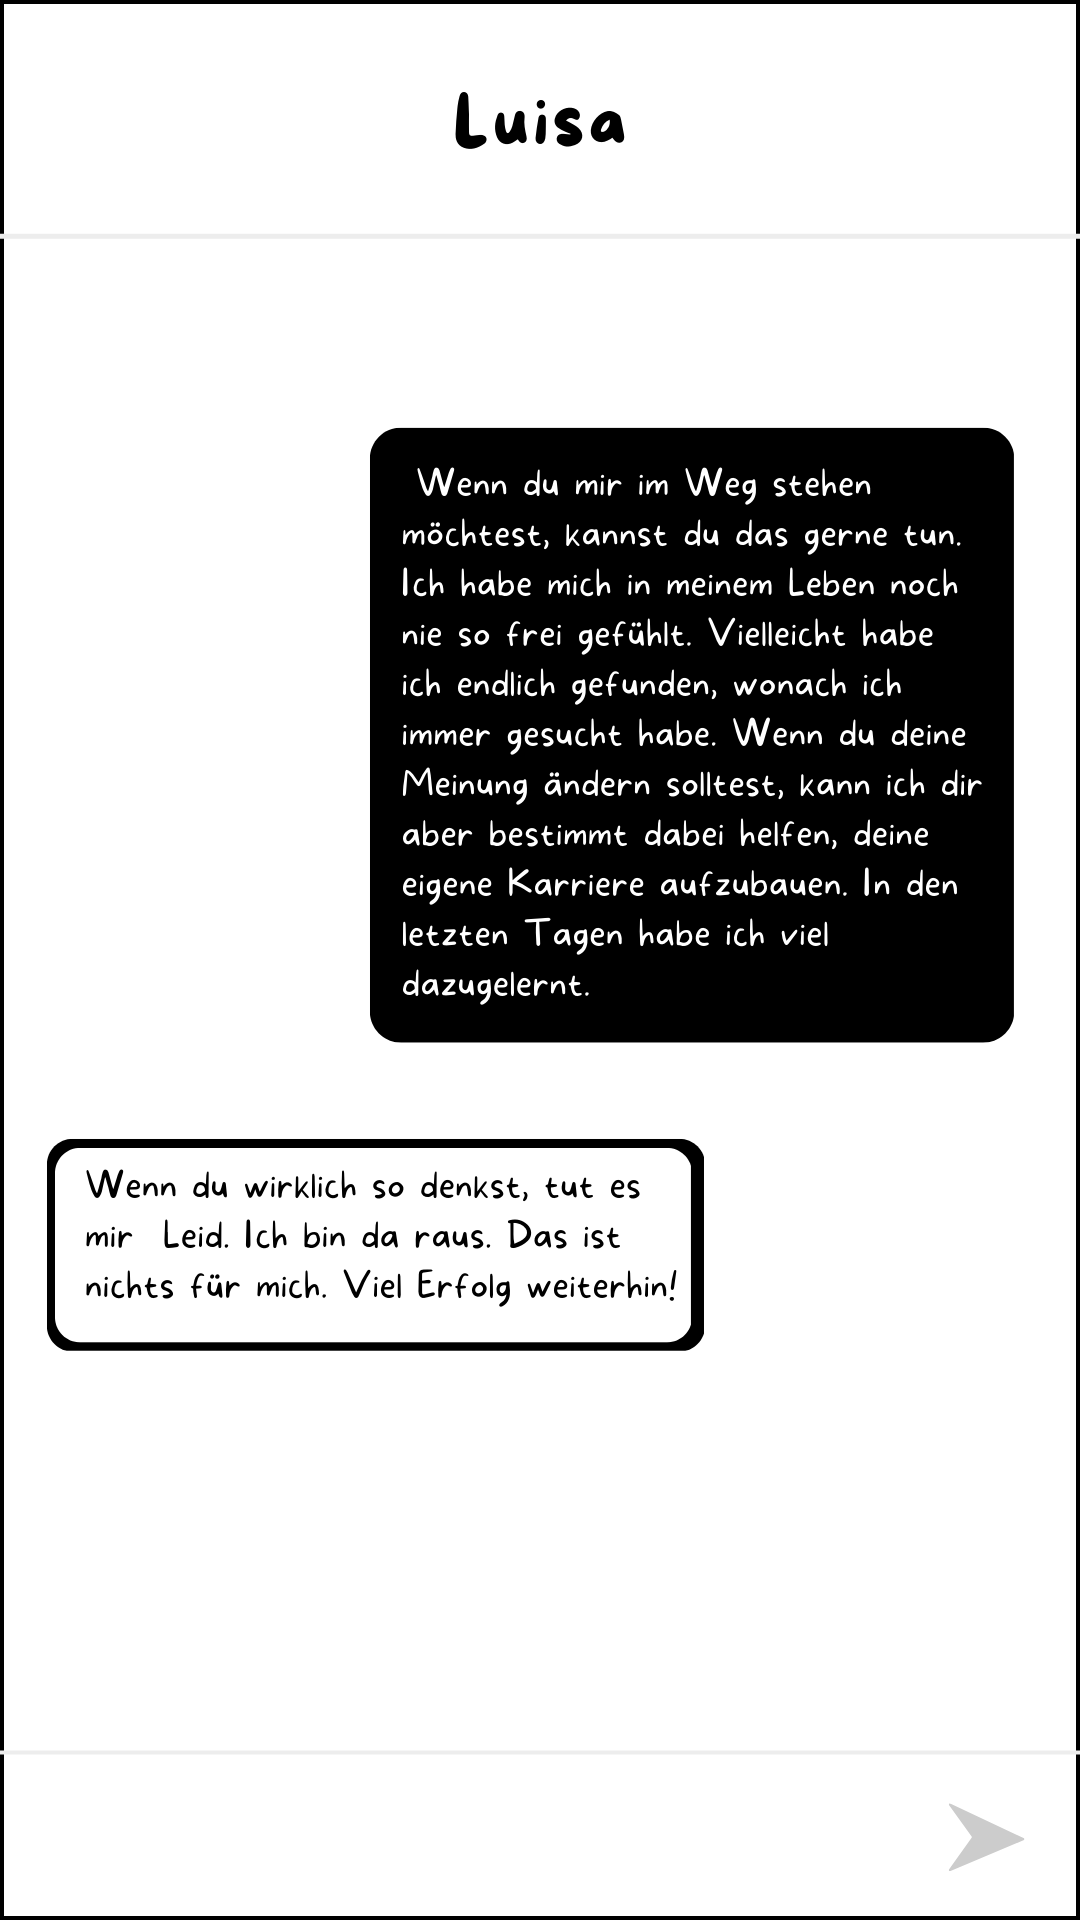 Luisa
Wenn du mir im Weg stehen
möchtest, kannst du das gerne tun.
Ich habe mich in meinem Leben noch
nie so frei gefühlt. Vielleicht habe
ich endlich gefunden, wonach ich
immer gesucht habe. Wenn du deine
Meinung ändern solltest, kann ich dir
aber bestimmt dabei helfen, deine
eigene Karriere aufzubauen. In den
letzten Tagen habe ich viel
dazugelernt.
Wenn du wirklich so denkst, tut es
mir Leid. Ich bin da raus. Das ist
nichts für mich. Viel Erfolg weiterhin!